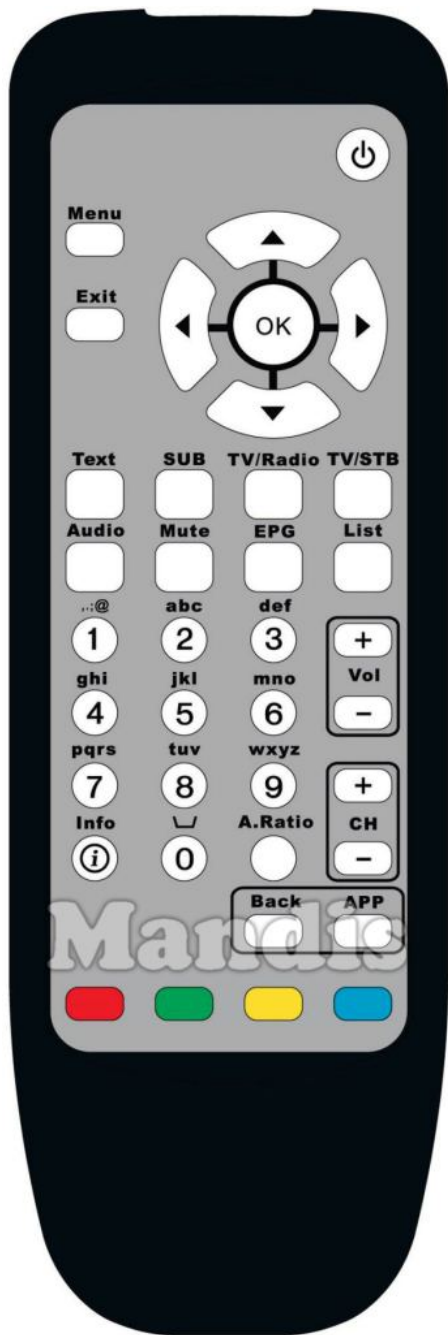 Menu
Exit
OK
Text SUB TV/Radio TV/STB
Audio Mute EPG List
,.;@ abc def
1 2 3 +
Vol
ghi jkl mno
4 5 6 −
pqrs tuv wxyz
7 8 9 +
Info A.Ratio CH
i 0 −
Back APP
Mandis